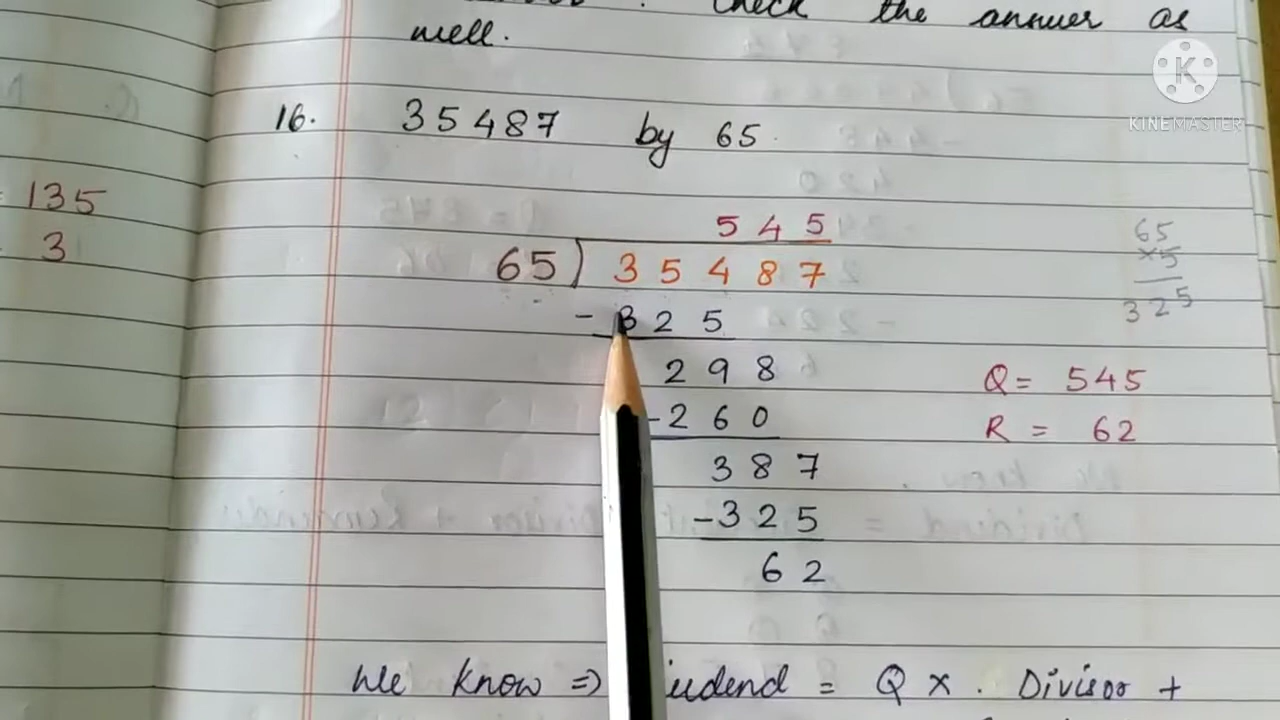 Check the answer as
well.
16. 35487 by 65.
= 135
3
545
65) 35487
- 325
298
- 260
387
- 325
62
65
×5
325
Q = 545
R = 62
We know ⇒ = Q × . Divisor +
KINEMASTER